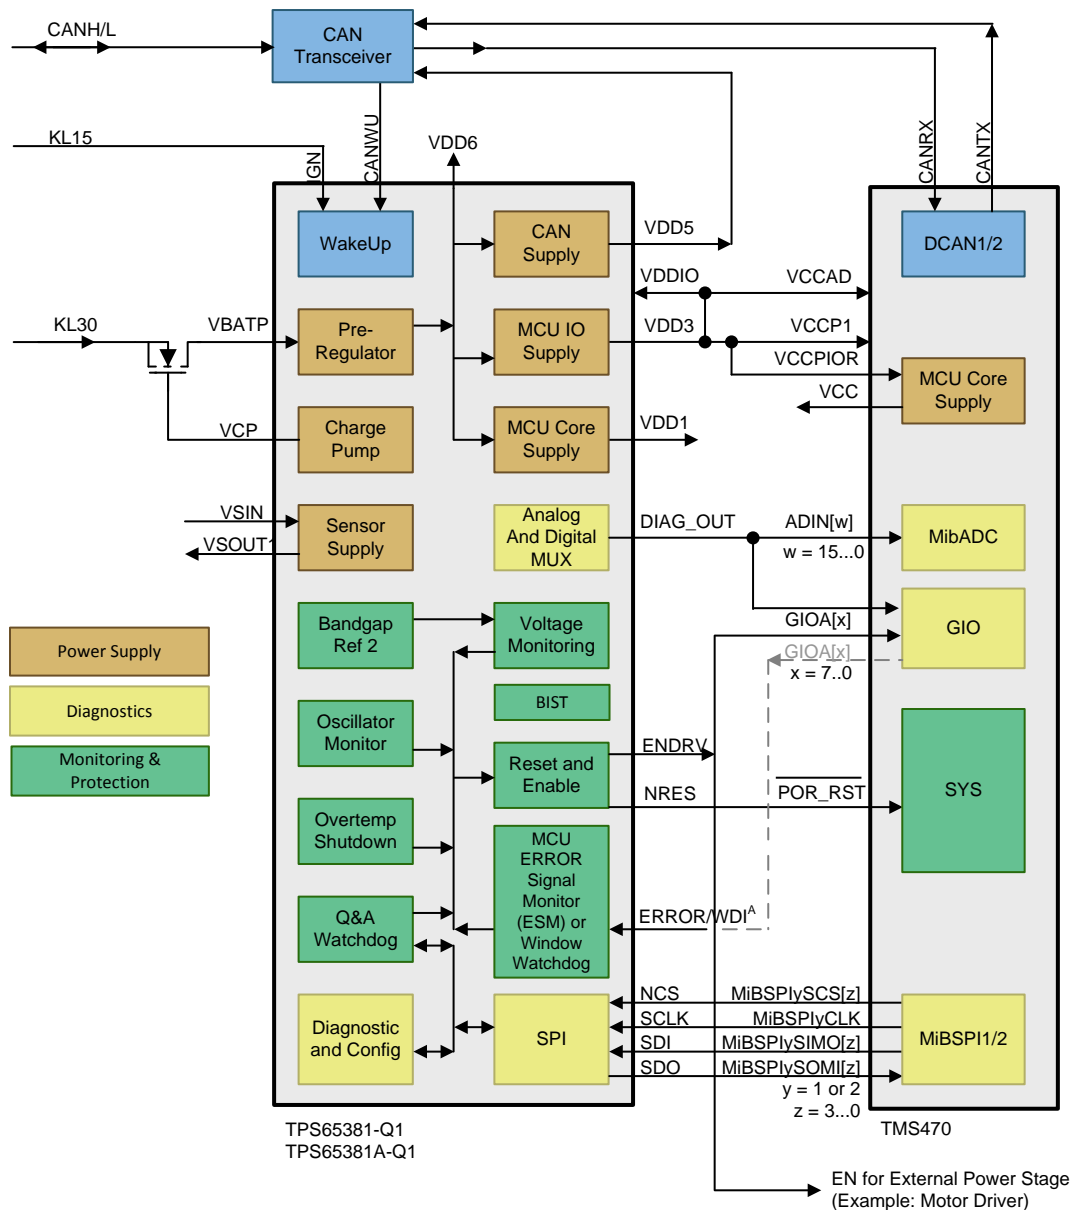 CANH/L
CAN
Transceiver
KL15
IGN
CANWU
VDD6
CANRX
CANTX
WakeUp
CAN
Supply
VDD5
DCAN1/2
VDDIO
VCCAD
KL30
VBATP
Pre-
Regulator
MCU IO
Supply
VDD3
VCCP1
VCCPIOR
VCC
MCU Core
Supply
VCP
Charge
Pump
MCU Core
Supply
VDD1
VSIN
VSOUT1
Sensor
Supply
Analog
And Digital
MUX
DIAG_OUT
ADIN[w]
w = 15...0
MibADC
Bandgap
Ref 2
Voltage
Monitoring
GIOA[x]
GIO
GIOA[x]
x = 7..0
Power Supply
Diagnostics
Monitoring &
Protection
BIST
Oscillator
Monitor
Reset and
Enable
ENDRV
NRES
POR_RST
SYS
Overtemp
Shutdown
MCU
ERROR
Signal
Monitor
(ESM) or
Window
Watchdog
Q&A
Watchdog
ERROR/WDIA
Diagnostic
and Config
SPI
NCS
MiBSPIySCS[z]
SCLK
MiBSPIyCLK
SDI
MiBSPIySIMO[z]
SDO
MiBSPIySOMI[z]
y = 1 or 2
z = 3...0
MiBSPI1/2
TPS65381-Q1
TPS65381A-Q1
TMS470
EN for External Power Stage
(Example: Motor Driver)